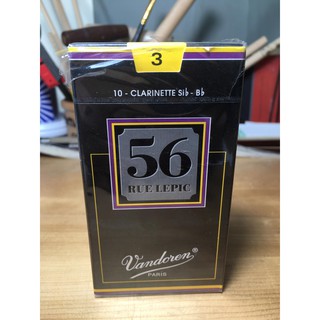 3
10 - CLARINETTE Si♭ - B♭
56
RUE LEPIC
Vandoren®
PARIS